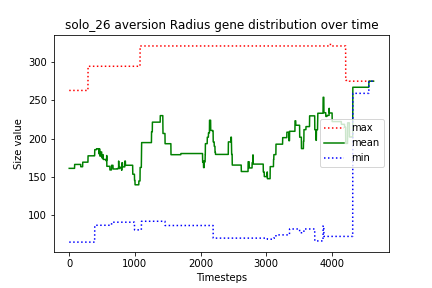 solo_26 aversion Radius gene distribution over time
Size value
300
250
200
150
100
max
mean
min
0
1000
2000
3000
4000
Timesteps